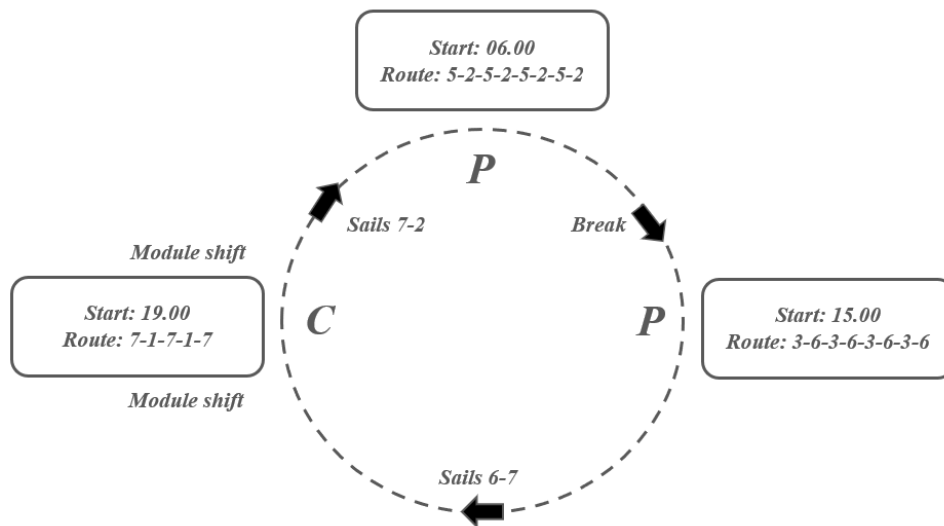 Start: 06.00
Route: 5-2-5-2-5-2-5-2
P
Sails 7-2
Break
Module shift
Start: 19.00
Route: 7-1-7-1-7
C
P
Start: 15.00
Route: 3-6-3-6-3-6-3-6
Module shift
Sails 6-7